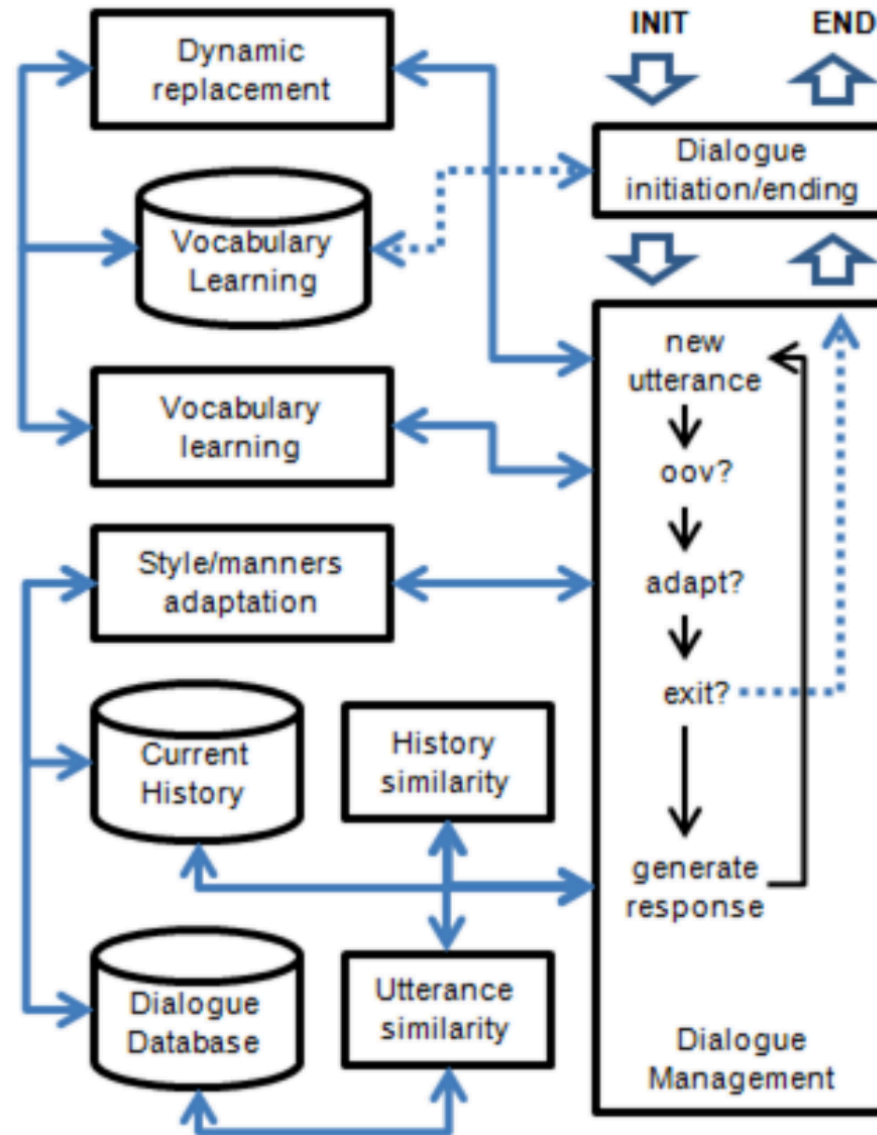 Dynamic
replacement
Vocabulary
Learning
Vocabulary
learning
Style/manners
adaptation
Current
History
History
similarity
Dialogue
Database
Utterance
similarity
INIT
END
Dialogue
initiation/ending
new
utterance
oov?
adapt?
exit?
generate
response
Dialogue
Management